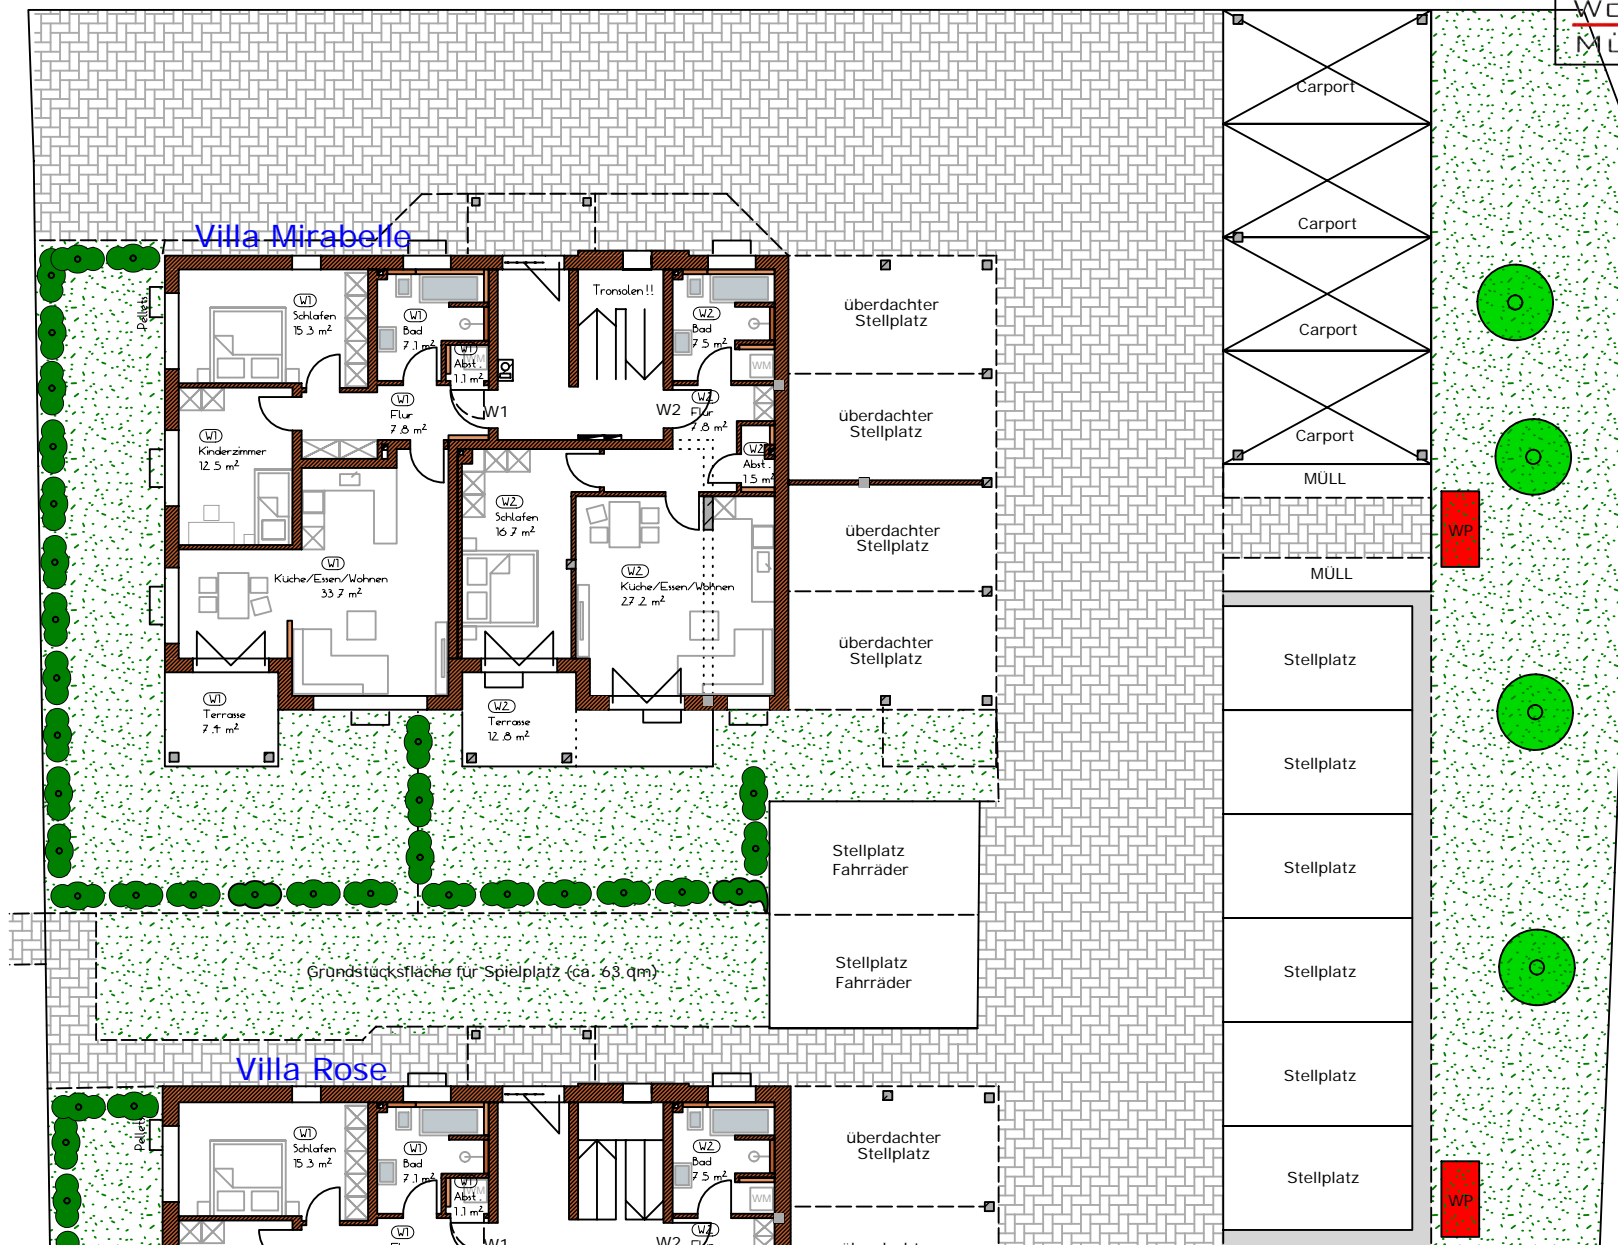 Carport
Carport
Carport
Carport
MÜLL
MÜLL
WP
Villa Mirabelle
Pellets
W1
Schlafen
15.3 m²
W1
Bad
7.1 m²
W1
Abst.
1.1 m²
WM
Tronsolen!!
W2
Bad
7.5 m²
WM
W1
Flur
7.8 m²
W1
W2
W2
Flur
7.8 m²
W1
Kinderzimmer
12.5 m²
W2
Abst.
1.5 m²
W2
Schlafen
16.7 m²
W1
Küche/Essen/Wohnen
33.7 m²
W2
Küche/Essen/Wohnen
27.2 m²
W1
Terrasse
7.4 m²
W2
Terrasse
12.8 m²
überdachter
Stellplatz
überdachter
Stellplatz
überdachter
Stellplatz
überdachter
Stellplatz
Stellplatz
Stellplatz
Stellplatz
Stellplatz
Stellplatz
Stellplatz
Stellplatz
Fahrräder
Stellplatz
Fahrräder
Grundstücksfläche für Spielplatz (ca. 63 qm)
Villa Rose
Pellets
W1
Schlafen
15.3 m²
W1
Bad
7.1 m²
W1
Abst.
1.1 m²
WM
W2
Bad
7.5 m²
WM
W1
W1
W2
W2
überdachter
Stellplatz
WP